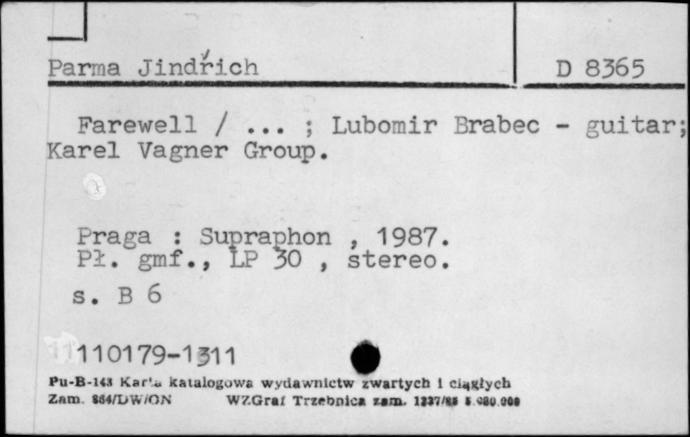 Parma Jindřich
D 8365
Farewell / ... ; Lubomir Brabec - guitar;
Karel Vagner Group.
Praga : Supraphon , 1987.
Pł. gmf., LP 30 , stereo.
s. B 6
11110179-1311
Pu-B-143 Karta katalogowa wydawnictw zwartych i ciągłych
Zam. 864/DW/ON WZGraf Trzebnica zam. 1237/88 5.000.000